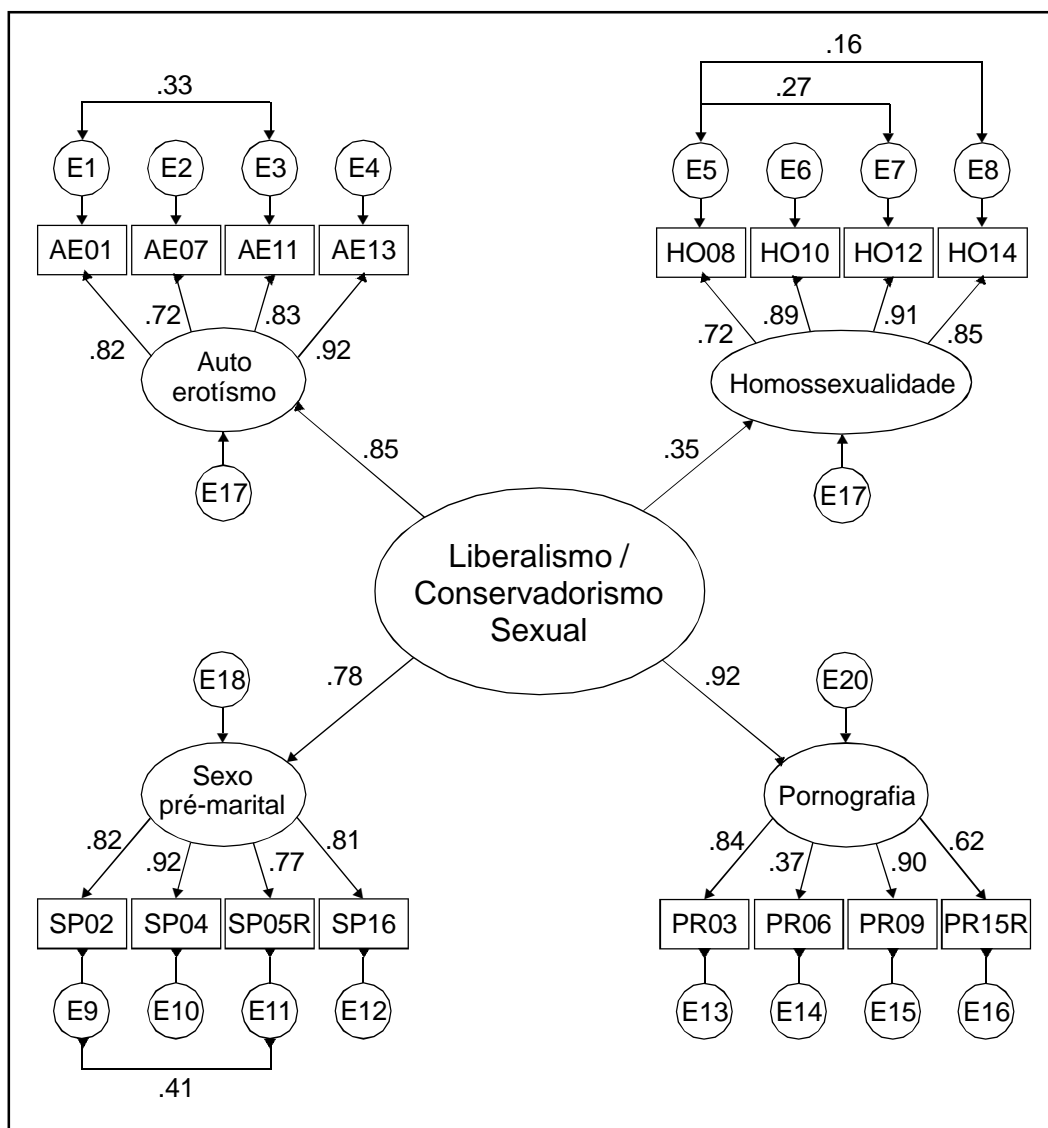 .33
.16
.27
E1 E2 E3 E4
E5 E6 E7 E8
AE01 AE07 AE11 AE13
HO08 HO10 HO12 HO14
.82 .72 .83 .92
.72 .89 .91 .85
Auto
erotísmo
Homossexualidade
E17
.85
.35
E17
Liberalismo /
Conservadorismo
Sexual
E18
.78
.92
E20
Sexo
pré-marital
Pornografia
.82 .92 .77 .81
.84 .37 .90 .62
SP02 SP04 SP05R SP16
PR03 PR06 PR09 PR15R
E9 E10 E11 E12
E13 E14 E15 E16
.41